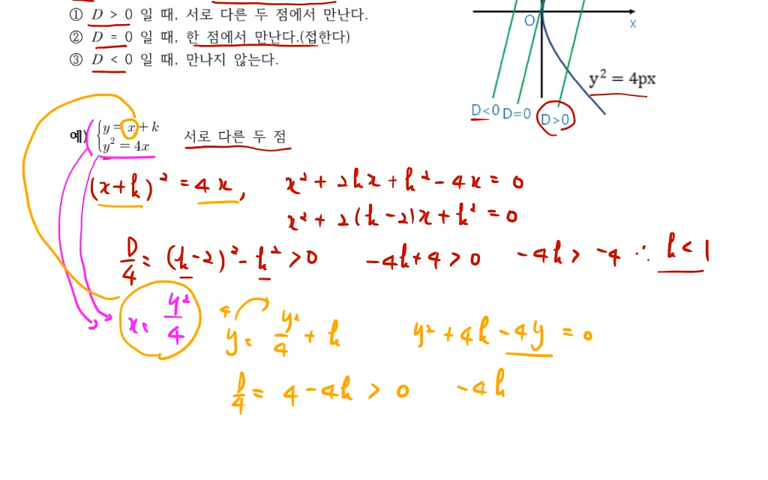 ① D > 0 일 때, 서로 다른 두 점에서 만난다.
② D = 0 일 때, 한 점에서 만난다.(접한다)
③ D < 0 일 때, 만나지 않는다.
O
x
y² = 4px
D<0 D=0 D>0
예) { y = x + k
y² = 4x
서로 다른 두 점
(x+k)² = 4x, x² + 2kx + k² - 4x = 0
x² + 2(k-2)x + k² = 0
D/4 = (k-2)² - k² > 0 -4k+4 > 0 -4k > -4 ∴ k < 1
x = y²/4
4 y = y²/4 + k y² + 4k - 4y = 0
D/4 = 4 - 4k > 0 -4k